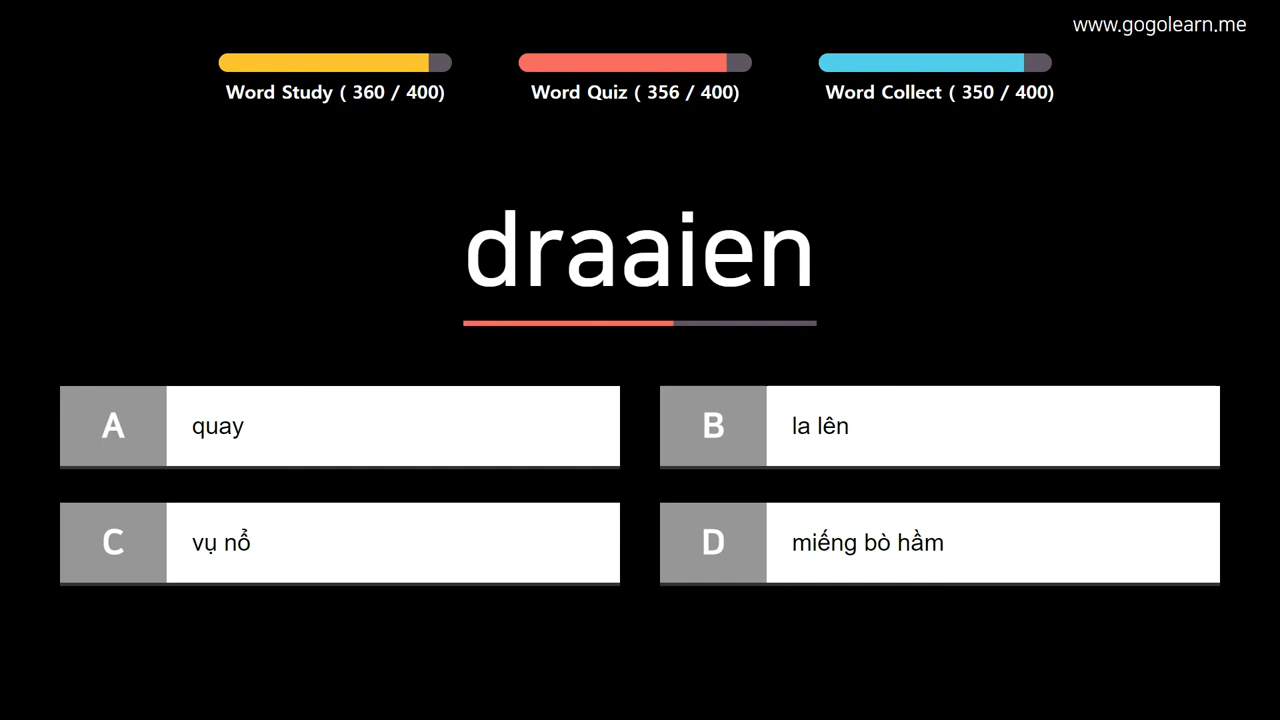 www.gogolearn.me
Word Study ( 360 / 400)
Word Quiz ( 356 / 400)
Word Collect ( 350 / 400)
draaien
A quay
B la lên
C vụ nổ
D miếng bò hầm